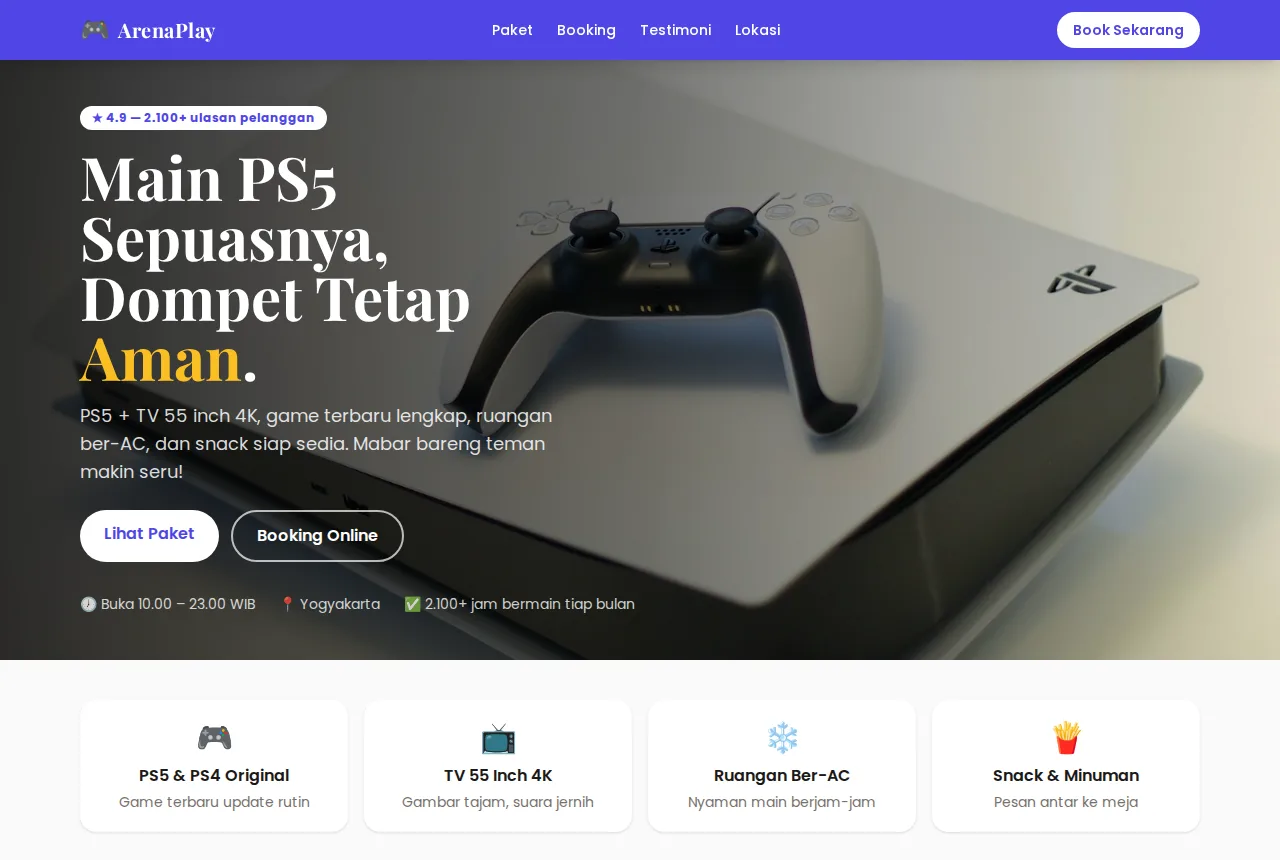 🎮 ArenaPlay
Paket
Booking
Testimoni
Lokasi
Book Sekarang
★ 4.9 — 2.100+ ulasan pelanggan
Main PS5
Sepuasnya,
Dompet Tetap
Aman.
PS5 + TV 55 inch 4K, game terbaru lengkap, ruangan
ber-AC, dan snack siap sedia. Mabar bareng teman
makin seru!
Lihat Paket
Booking Online
🕗 Buka 10.00 – 23.00 WIB
📍 Yogyakarta
✅ 2.100+ jam bermain tiap bulan
PS5 & PS4 Original
Game terbaru update rutin
TV 55 Inch 4K
Gambar tajam, suara jernih
Ruangan Ber-AC
Nyaman main berjam-jam
Snack & Minuman
Pesan antar ke meja